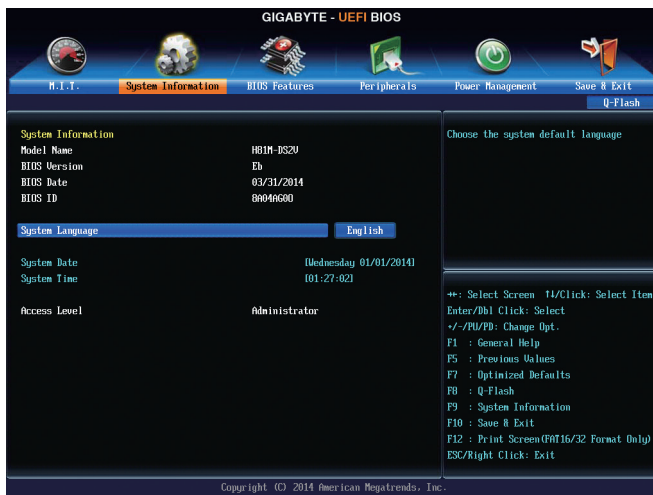 GIGABYTE - UEFI BIOS
M.I.T.
System Information
BIOS Features
Peripherals
Power Management
Save & Exit
Q-Flash
System Information
Model Name H81M-DS2V
BIOS Version Eb
BIOS Date 03/31/2014
BIOS ID 8A04AG00
System Language English
System Date [Wednesday 01/01/2014]
System Time [01:27:02]
Access Level Administrator
Choose the system default language
→←: Select Screen ↑↓/Click: Select Item
Enter/Dbl Click: Select
+/-/PU/PD: Change Opt.
F1 : General Help
F5 : Previous Values
F7 : Optimized Defaults
F8 : Q-Flash
F9 : System Information
F10 : Save & Exit
F12 : Print Screen(FAT16/32 Format Only)
ESC/Right Click: Exit
Copyright (C) 2014 American Megatrends, Inc.